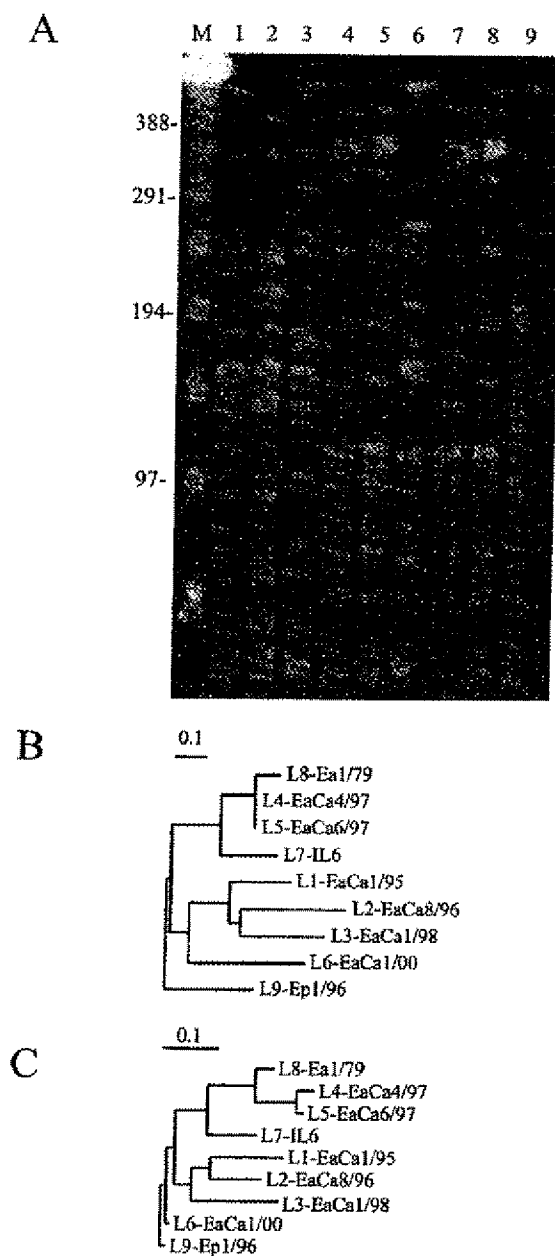 A
M 1 2 3 4 5 6 7 8 9
388-
291-
194-
97-
B
0.1
L8-Ea1/79
L4-EaCa4/97
L5-EaCa6/97
L7-IL6
L1-EaCa1/95
L2-EaCa8/96
L3-EaCa1/98
L6-EaCa1/00
L9-Ep1/96
C
0.1
L8-Ea1/79
L4-EaCa4/97
L5-EaCa6/97
L7-IL6
L1-EaCa1/95
L2-EaCa8/96
L3-EaCa1/98
L6-EaCa1/00
L9-Ep1/96